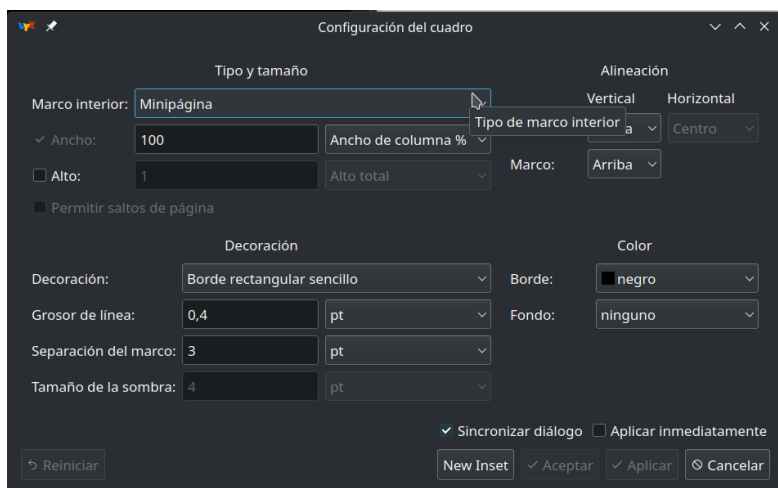 Configuración del cuadro
Tipo y tamaño
Alineación
Vertical Horizontal
Marco interior: Minipágina
Tipo de marco interior
Ancho: 100 Ancho de columna %
Centro
Alto: 1 Alto total
Marco: Arriba
Permitir saltos de página
Decoración
Color
Decoración: Borde rectangular sencillo
Borde: negro
Grosor de línea: 0,4 pt
Fondo: ninguno
Separación del marco: 3 pt
Tamaño de la sombra: 4 pt
Sincronizar diálogo Aplicar inmediatamente
Reiniciar New Inset Aceptar Aplicar Cancelar